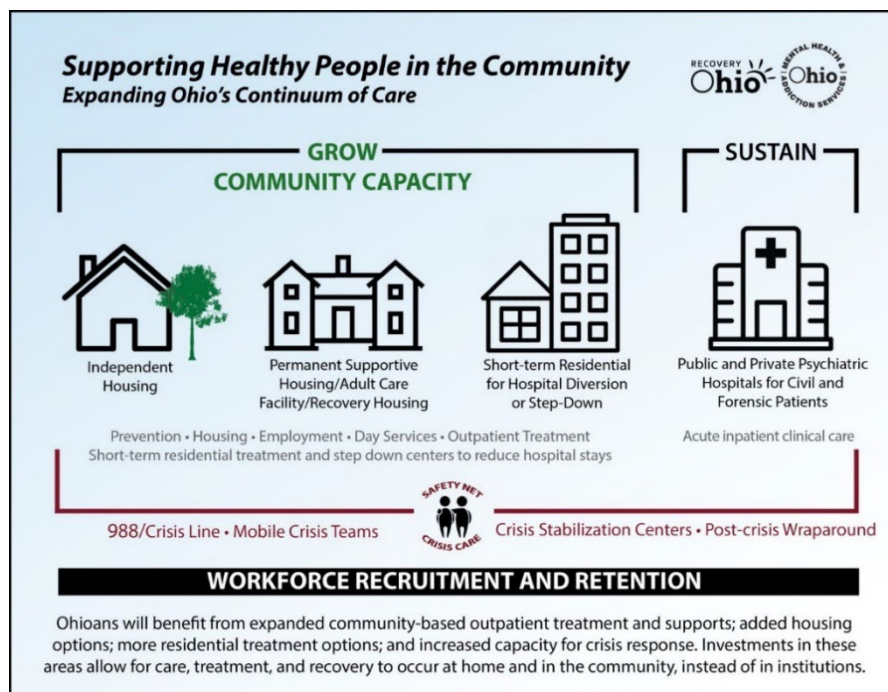 Supporting Healthy People in the Community
Expanding Ohio's Continuum of Care
RECOVERY
Ohio
MENTAL HEALTH &
Ohio
ADDICTION SERVICES
GROW
COMMUNITY CAPACITY
SUSTAIN
Independent
Housing
Permanent Supportive
Housing/Adult Care
Facility/Recovery Housing
Short-term Residential
for Hospital Diversion
or Step-Down
Public and Private Psychiatric
Hospitals for Civil and
Forensic Patients
Prevention • Housing • Employment • Day Services • Outpatient Treatment
Short-term residential treatment and step down centers to reduce hospital stays
Acute inpatient clinical care
SAFETY NET
CRISIS CARE
988/Crisis Line • Mobile Crisis Teams
Crisis Stabilization Centers • Post-crisis Wraparound
WORKFORCE RECRUITMENT AND RETENTION
Ohioans will benefit from expanded community-based outpatient treatment and supports; added housing
options; more residential treatment options; and increased capacity for crisis response. Investments in these
areas allow for care, treatment, and recovery to occur at home and in the community, instead of in institutions.